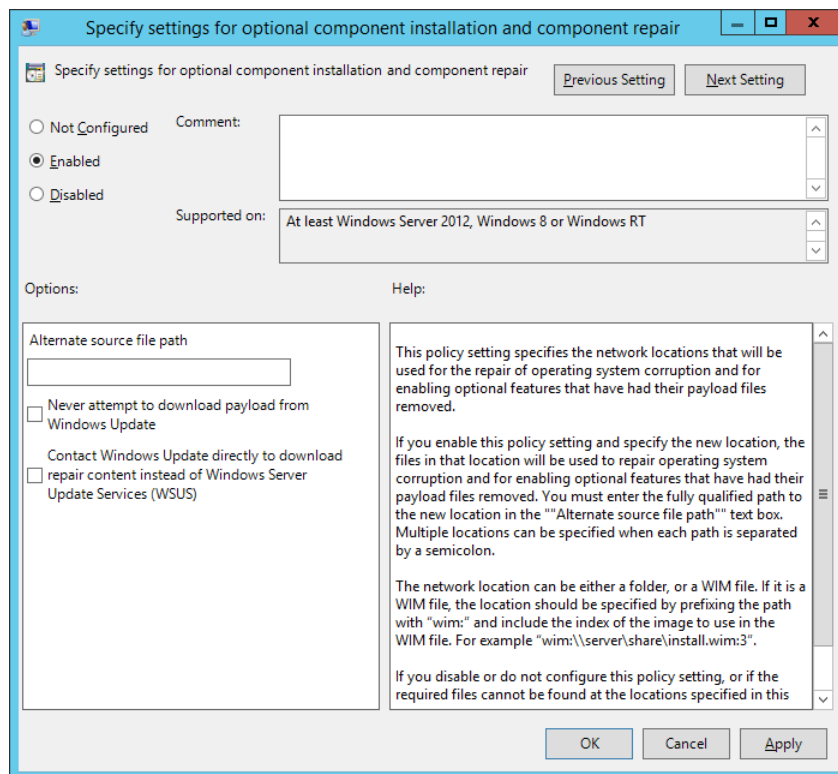 Specify settings for optional component installation and component repair
Specify settings for optional component installation and component repair
Previous Setting
Next Setting
Not Configured
Comment:
Enabled
Disabled
Supported on:
At least Windows Server 2012, Windows 8 or Windows RT
Options:
Help:
Alternate source file path
Never attempt to download payload from
Windows Update
Contact Windows Update directly to download
repair content instead of Windows Server
Update Services (WSUS)
This policy setting specifies the network locations that will be
used for the repair of operating system corruption and for
enabling optional features that have had their payload files
removed.
If you enable this policy setting and specify the new location, the
files in that location will be used to repair operating system
corruption and for enabling optional features that have had their
payload files removed. You must enter the fully qualified path to
the new location in the ""Alternate source file path"" text box.
Multiple locations can be specified when each path is separated
by a semicolon.
The network location can be either a folder, or a WIM file. If it is a
WIM file, the location should be specified by prefixing the path
with “wim:” and include the index of the image to use in the
WIM file. For example “wim:\\server\share\install.wim:3”.
If you disable or do not configure this policy setting, or if the
required files cannot be found at the locations specified in this
OK
Cancel
Apply